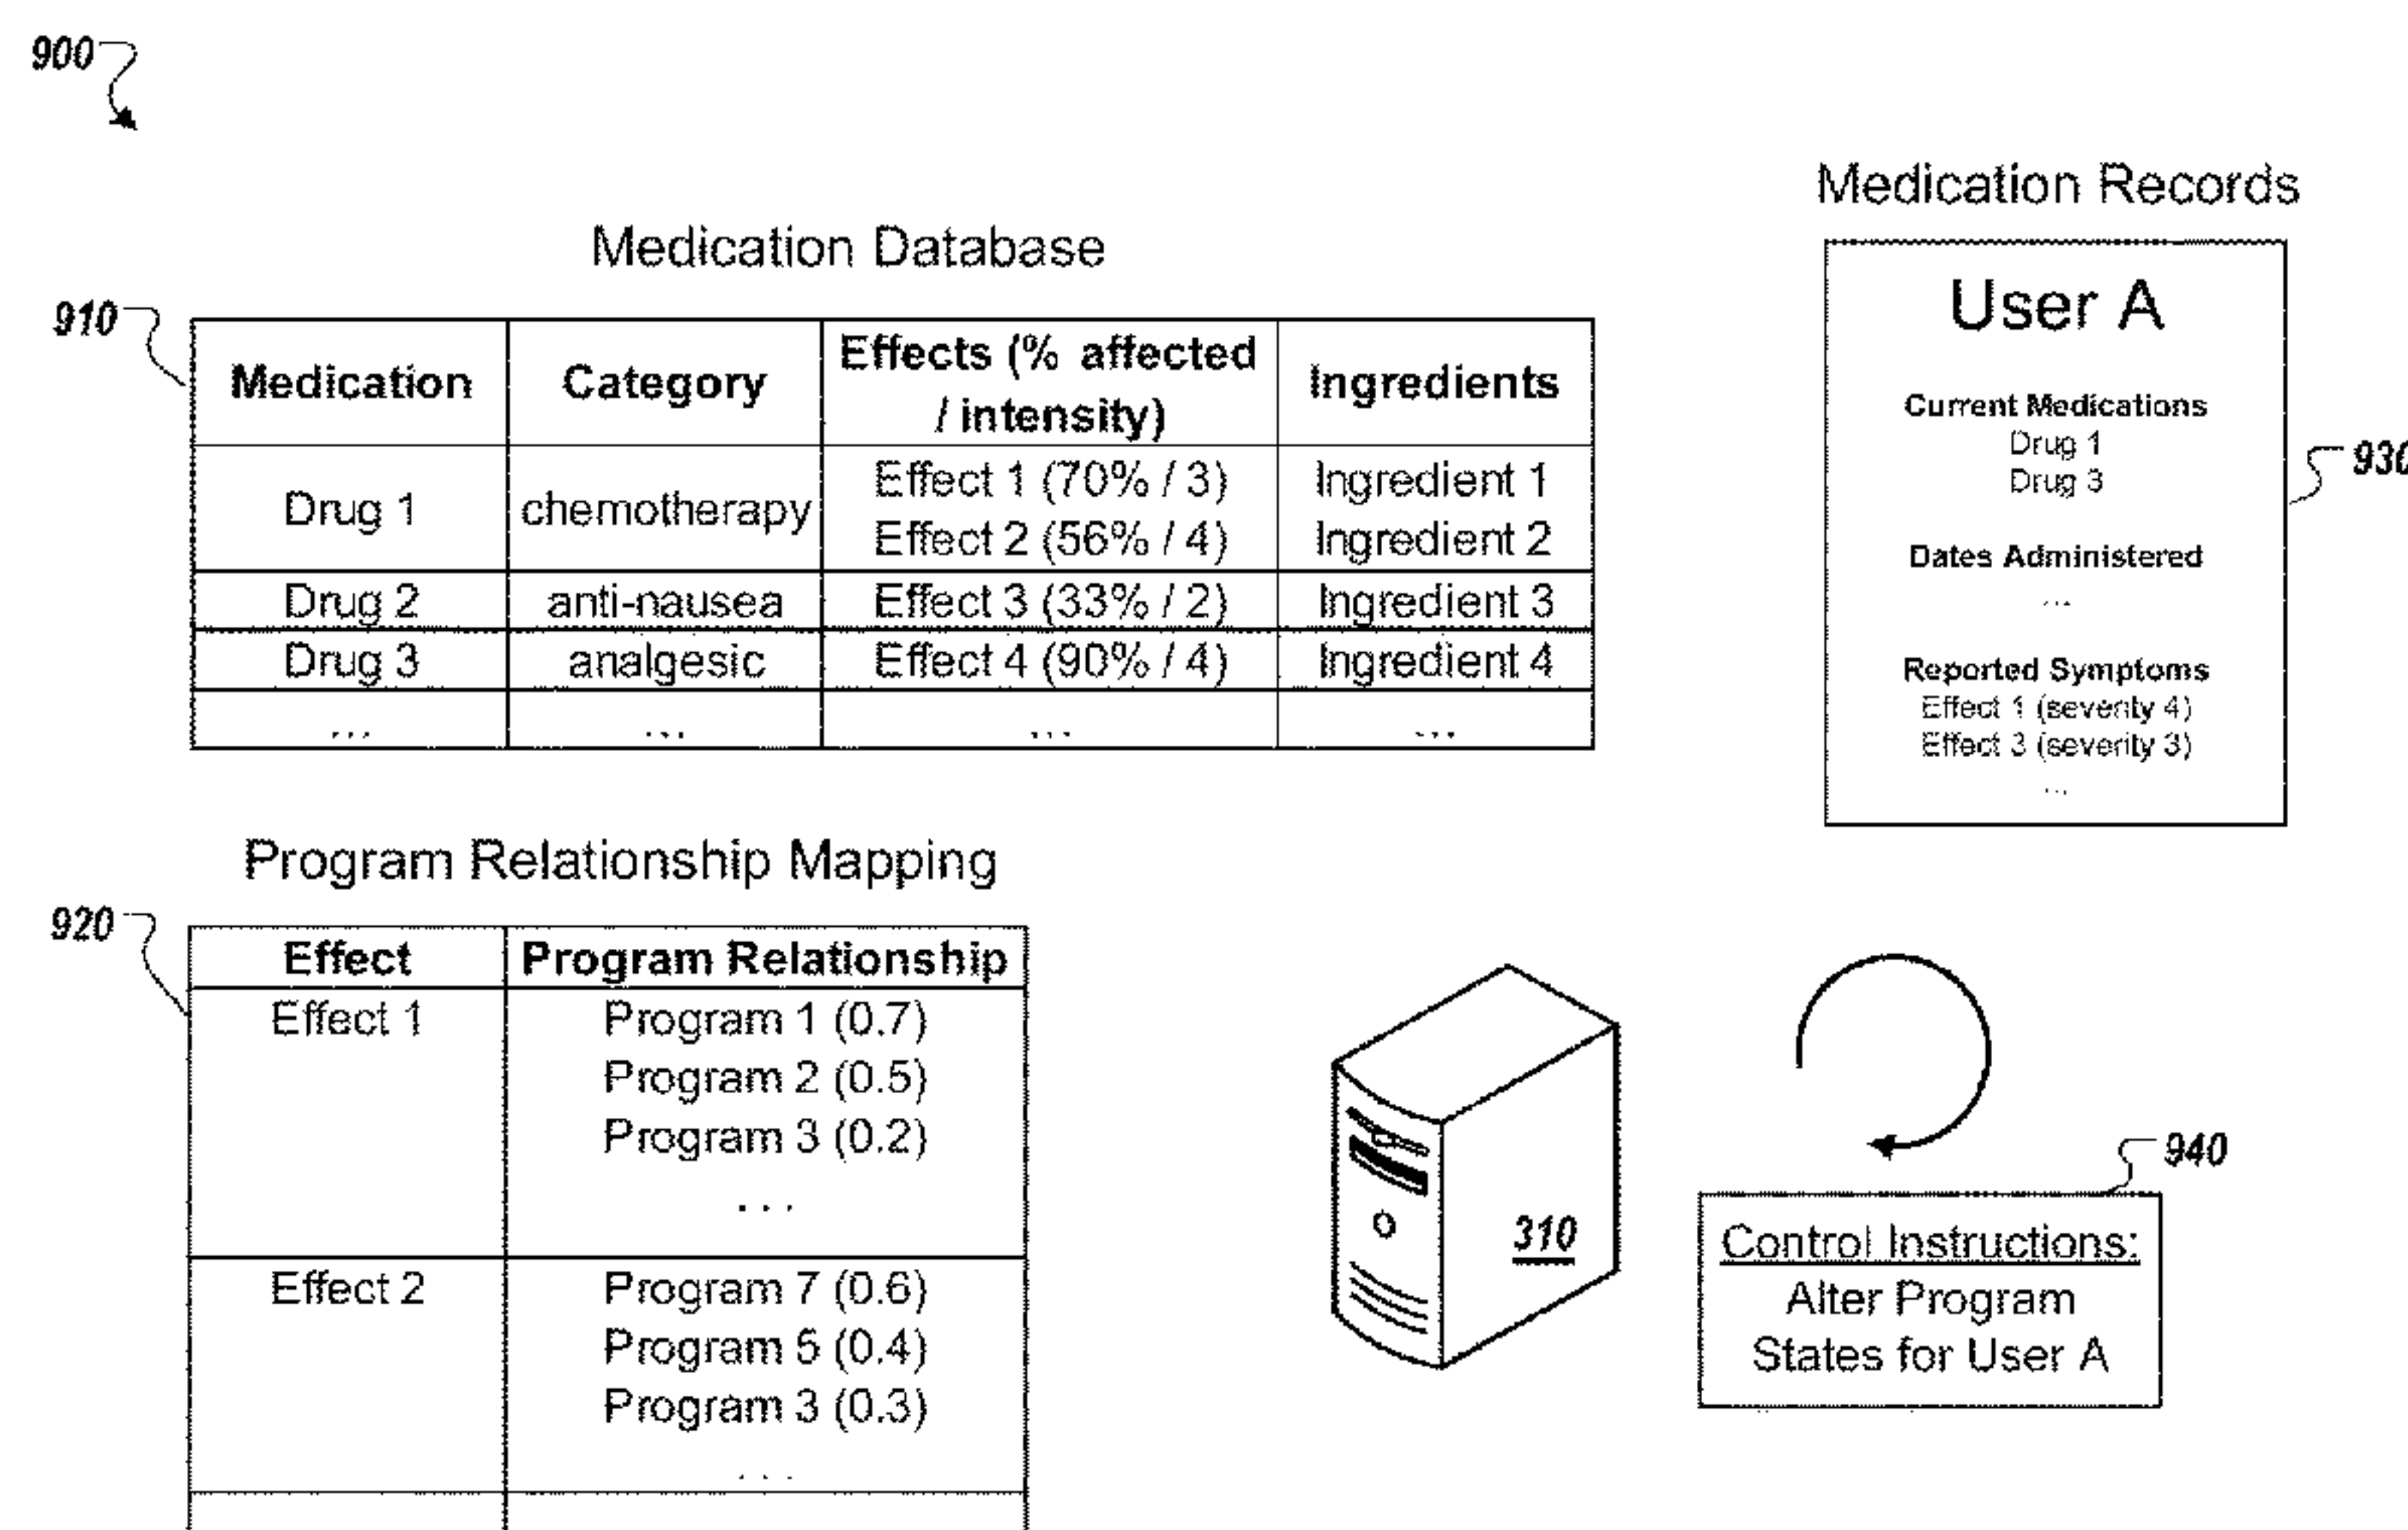 900
Medication Records
Medication Database
910
Medication Category Effects (% affected / intensity) Ingredients
Drug 1 chemotherapy Effect 1 (70% / 3) Ingredient 1
Effect 2 (56% / 4) Ingredient 2
Drug 2 anti-nausea Effect 3 (33% / 2) Ingredient 3
Drug 3 analgesic Effect 4 (90% / 4) Ingredient 4
... ... ... ...
User A
Current Medications
Drug 1
Drug 3
930
Dates Administered
...
Reported Symptoms
Effect 1 (severity 4)
Effect 3 (severity 3)
...
Program Relationship Mapping
920
Effect Program Relationship
Effect 1 Program 1 (0.7)
Program 2 (0.5)
Program 3 (0.2)
...
Effect 2 Program 7 (0.6)
Program 5 (0.4)
Program 3 (0.3)
...
310
940
Control Instructions:
Alter Program
States for User A